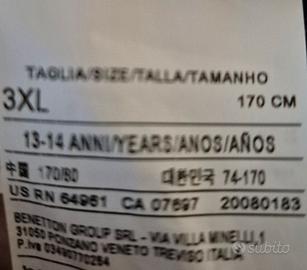 TAGLIA/SIZE/TALLA/TAMANHO
3XL 170 CM
13-14 ANNI/YEARS/ANOS/AÑOS
中国 170/80 대한민국 74-170
US RN 64961 CA 07697 20080183
BENETTON GROUP SRL - VIA VILLA MINELLI, 1
31050 PONZANO VENETO TREVISO ITALIA
P.Iva 03490770264
subito